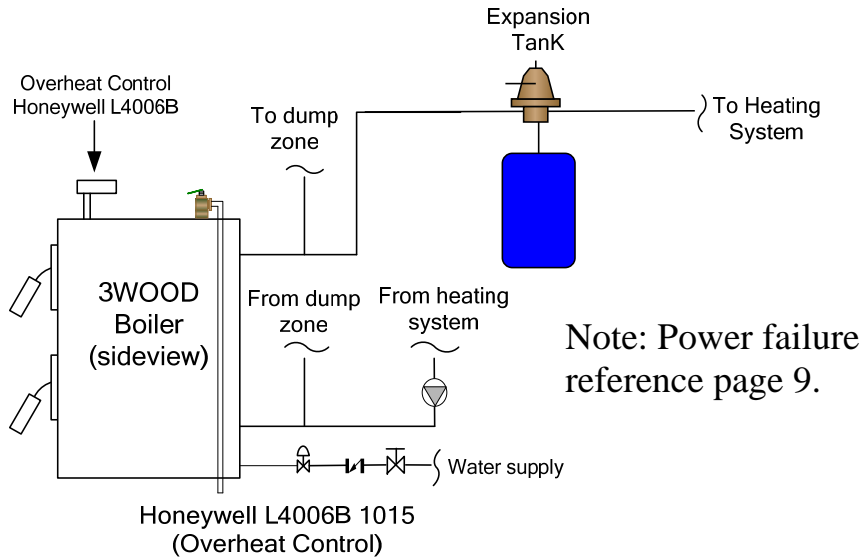 Expansion
TanK
Overheat Control
Honeywell L4006B
To dump
zone
To Heating
System
3WOOD
Boiler
(sideview)
From dump
zone
From heating
system
Note: Power failure
reference page 9.
Water supply
Honeywell L4006B 1015
(Overheat Control)